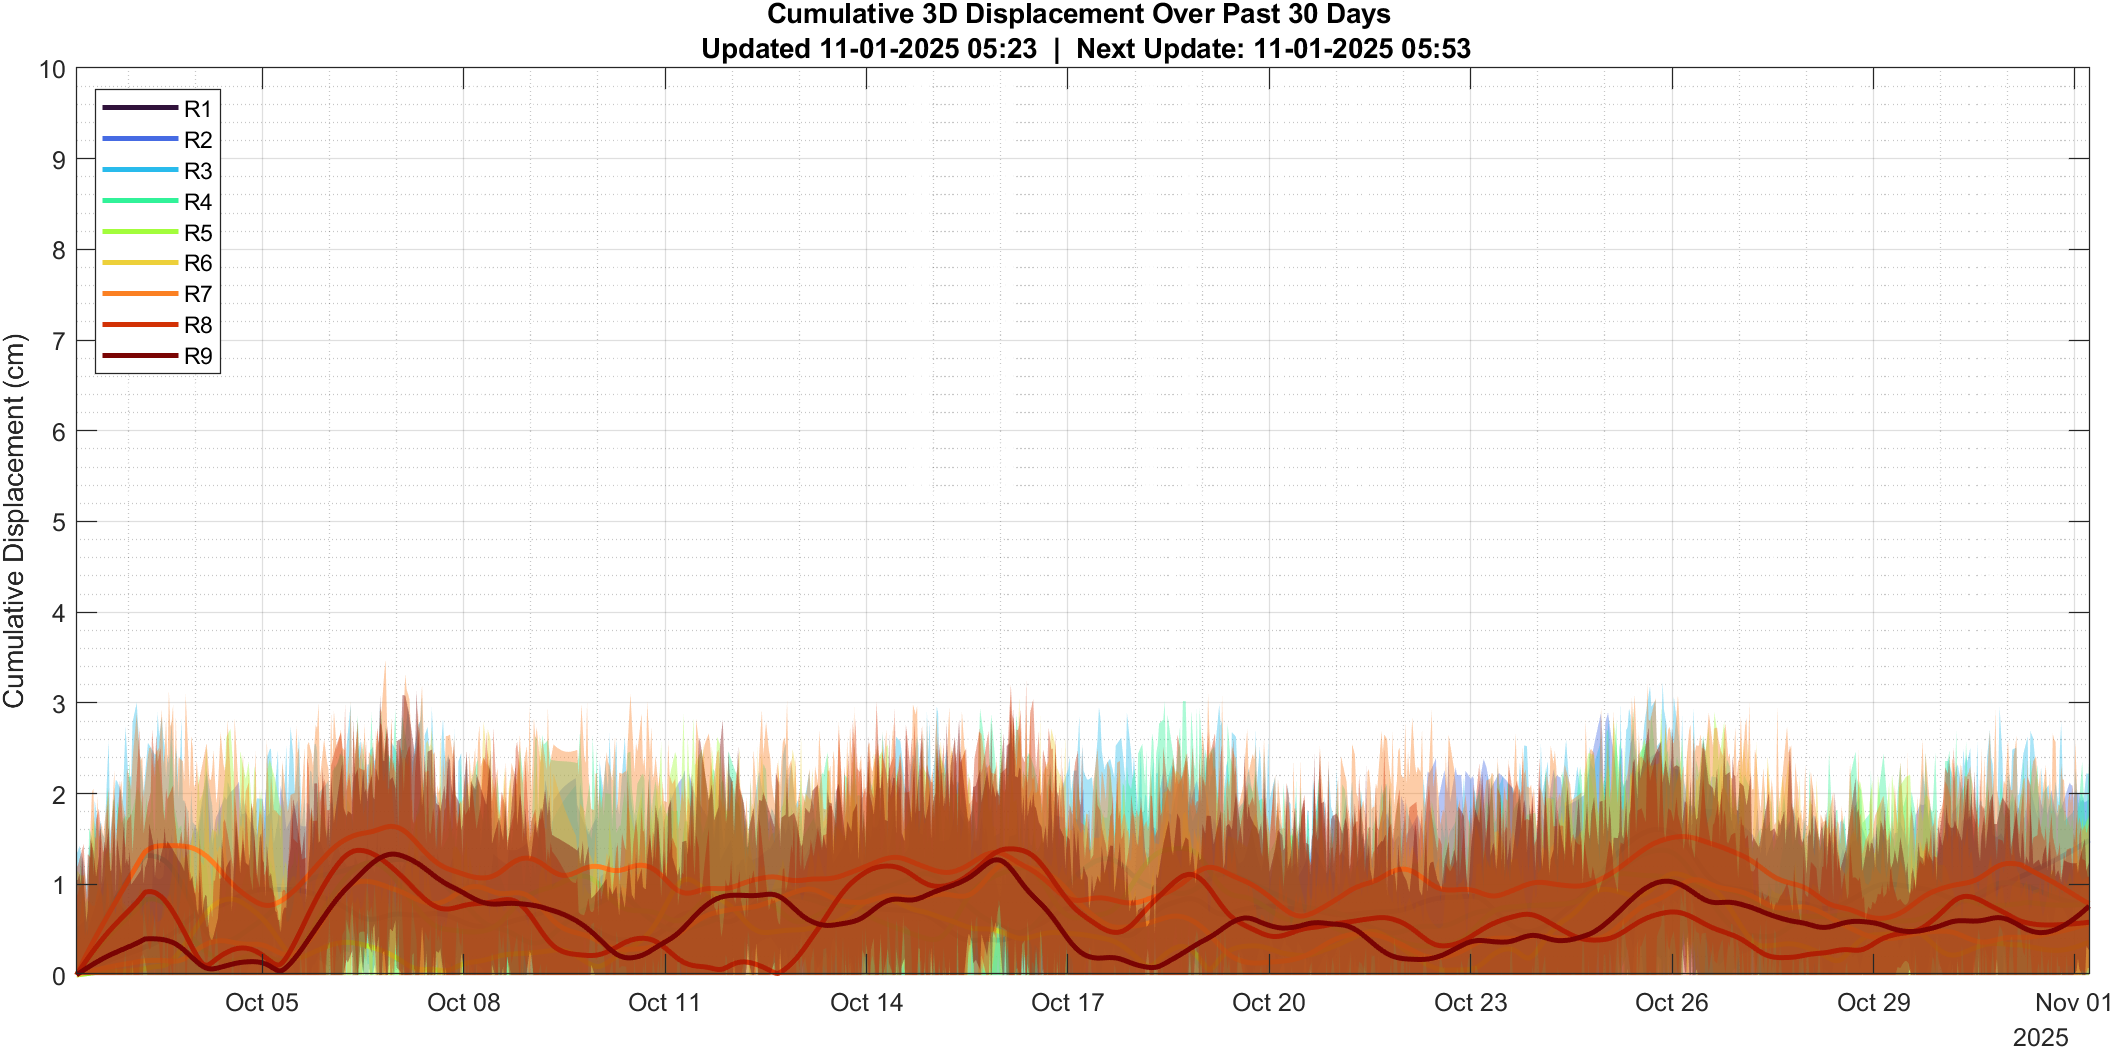 Cumulative 3D Displacement Over Past 30 Days
Updated 11-01-2025 05:23 | Next Update: 11-01-2025 05:53
Cumulative Displacement (cm)
10
9
8
7
6
5
4
3
2
1
0
R1
R2
R3
R4
R5
R6
R7
R8
R9
Oct 05
Oct 08
Oct 11
Oct 14
Oct 17
Oct 20
Oct 23
Oct 26
Oct 29
Nov 01
2025